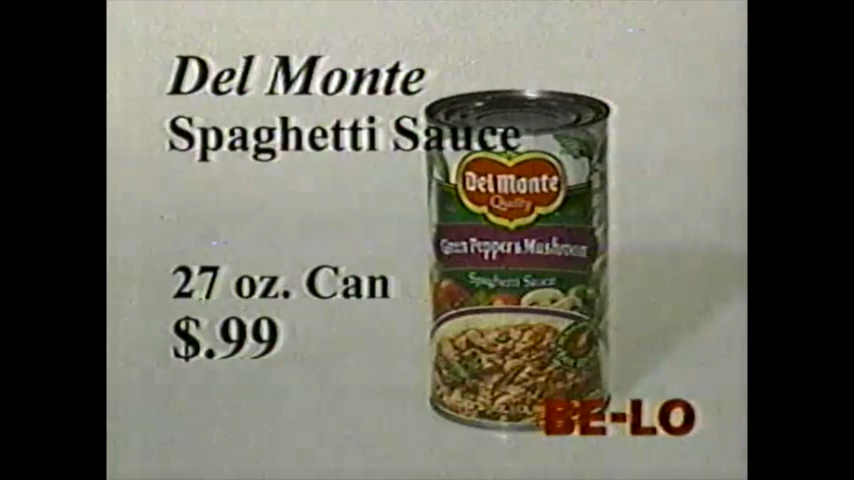 Del Monte
Spaghetti Sauce
Del Monte
Quality
Green Pepper & Mushroom
Spaghetti Sauce
27 oz. Can
$.99
BE-LO